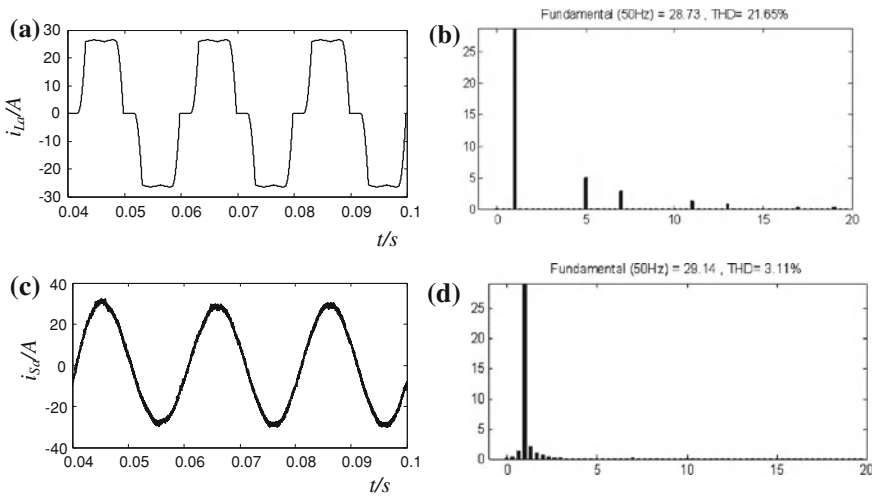 (a)
30
20
10
0
-10
-20
-30
0.04 0.05 0.06 0.07 0.08 0.09 0.1
iLa/A
t/s
(b)
Fundamental (50Hz) = 28.73 , THD= 21.65%
25
20
15
10
5
0
0 5 10 15 20
(c)
40
20
0
-20
-40
0.04 0.05 0.06 0.07 0.08 0.09 0.1
iSa/A
t/s
(d)
Fundamental (50Hz) = 29.14 , THD= 3.11%
25
20
15
10
5
0
0 5 10 15 20